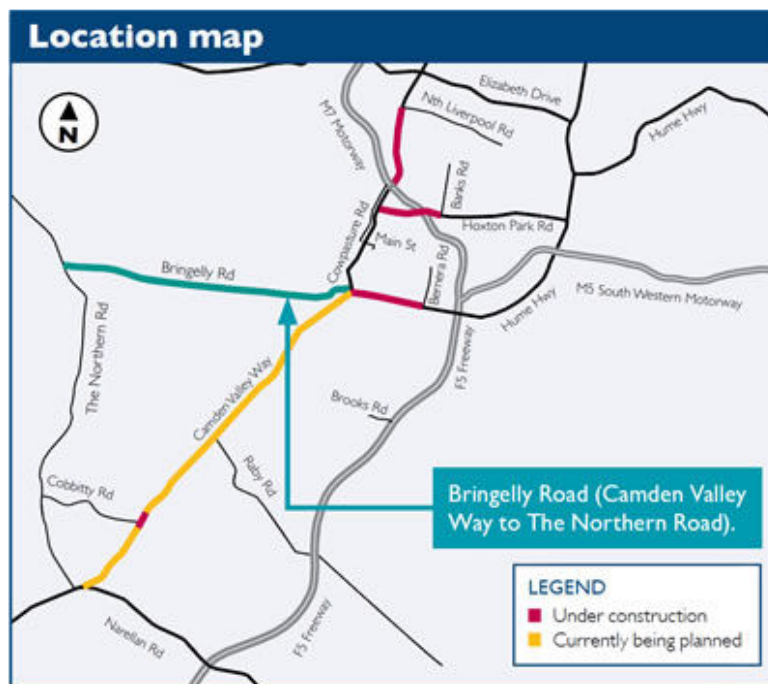 Location map
N
Elizabeth Drive
Nth Liverpool Rd
Hume Hwy
M7 Motorway
Banks Rd
Cowpasture Rd
Main St
Hoxton Park Rd
Bernera Rd
Bringelly Rd
M5 South Western Motorway
Hume Hwy
The Northern Rd
F5 Freeway
Camden Valley Way
Brooks Rd
Raby Rd
Cobbitty Rd
Bringelly Road (Camden Valley
Way to The Northern Road).
F5 Freeway
Narellan Rd
LEGEND
Under construction
Currently being planned